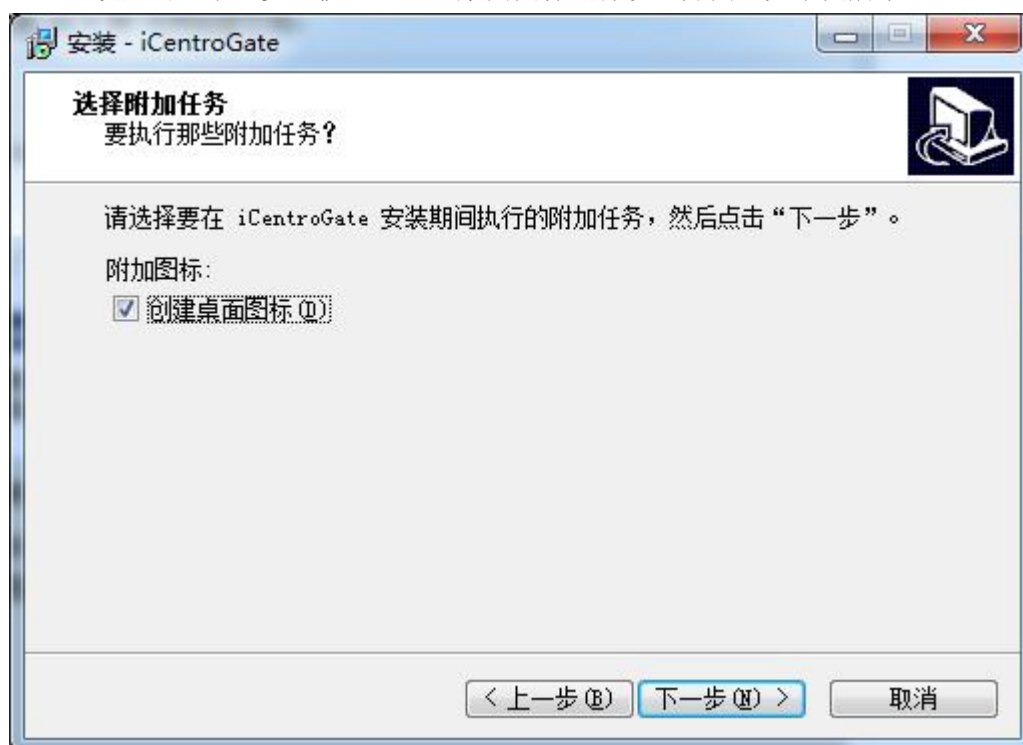 安装 - iCentroGate
选择附加任务
要执行那些附加任务?
请选择要在 iCentroGate 安装期间执行的附加任务，然后点击“下一步”。
附加图标:
创建桌面图标(D)
< 上一步(B)
下一步(N) >
取消